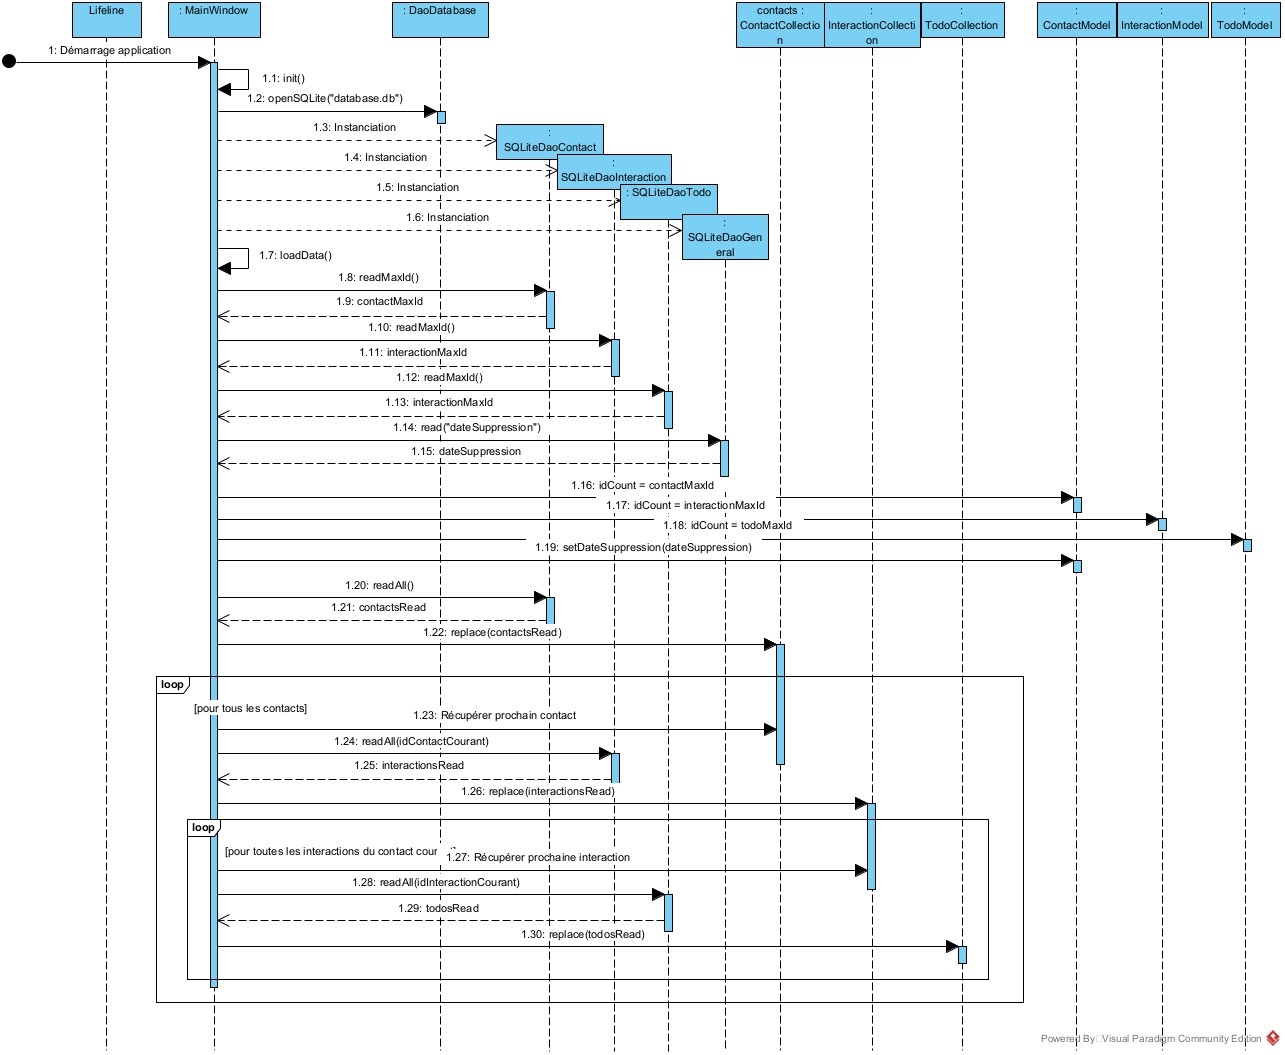 Lifeline
: MainWindow
: DaoDatabase
contacts :
ContactCollectio
n
:
InteractionCollecti
on
:
TodoCollection
:
ContactModel
:
InteractionModel
:
TodoModel
1: Démarrage application
1.1: init()
1.2: openSQLite("database.db")
1.3: Instanciation
:
SQLiteDaoContact
1.4: Instanciation
:
SQLiteDaoInteraction
1.5: Instanciation
: SQLiteDaoTodo
1.6: Instanciation
:
SQLiteDaoGen
eral
1.7: loadData()
1.8: readMaxId()
1.9: contactMaxId
1.10: readMaxId()
1.11: interactionMaxId
1.12: readMaxId()
1.13: interactionMaxId
1.14: read("dateSuppression")
1.15: dateSuppression
1.16: idCount = contactMaxId
1.17: idCount = interactionMaxId
1.18: idCount = todoMaxId
1.19: setDateSuppression(dateSuppression)
1.20: readAll()
1.21: contactsRead
1.22: replace(contactsRead)
loop
[pour tous les contacts]
1.23: Récupérer prochain contact
1.24: readAll(idContactCourant)
1.25: interactionsRead
1.26: replace(interactionsRead)
loop
[pour toutes les interactions du contact cour
1.27: Récupérer prochaine interaction
1.28: readAll(idInteractionCourant)
1.29: todosRead
1.30: replace(todosRead)
Powered By Visual Paradigm Community Edition